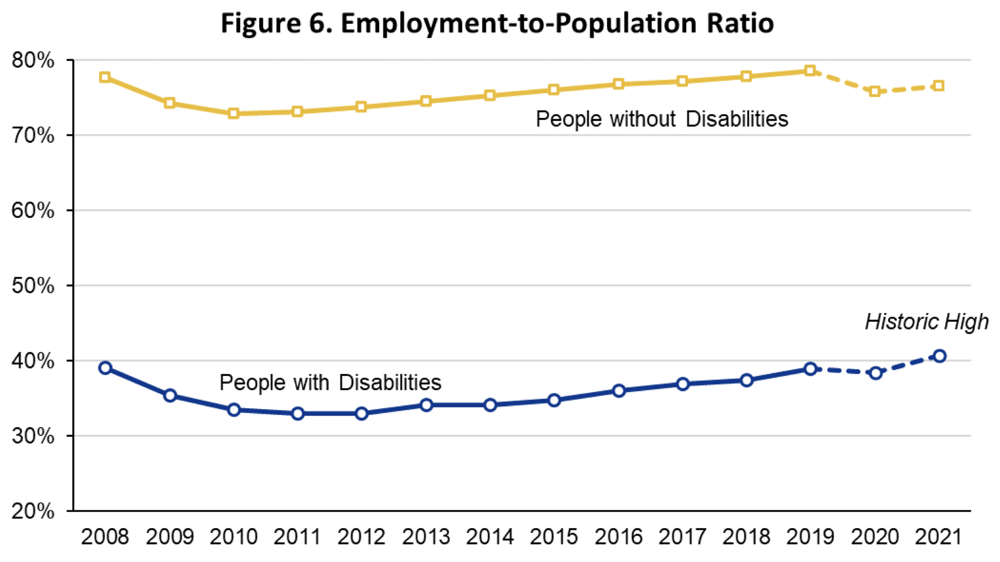 Figure 6. Employment-to-Population Ratio
80%
70%
People without Disabilities
60%
50%
Historic High
40%
People with Disabilities
30%
20%
2008 2009 2010 2011 2012 2013 2014 2015 2016 2017 2018 2019 2020 2021